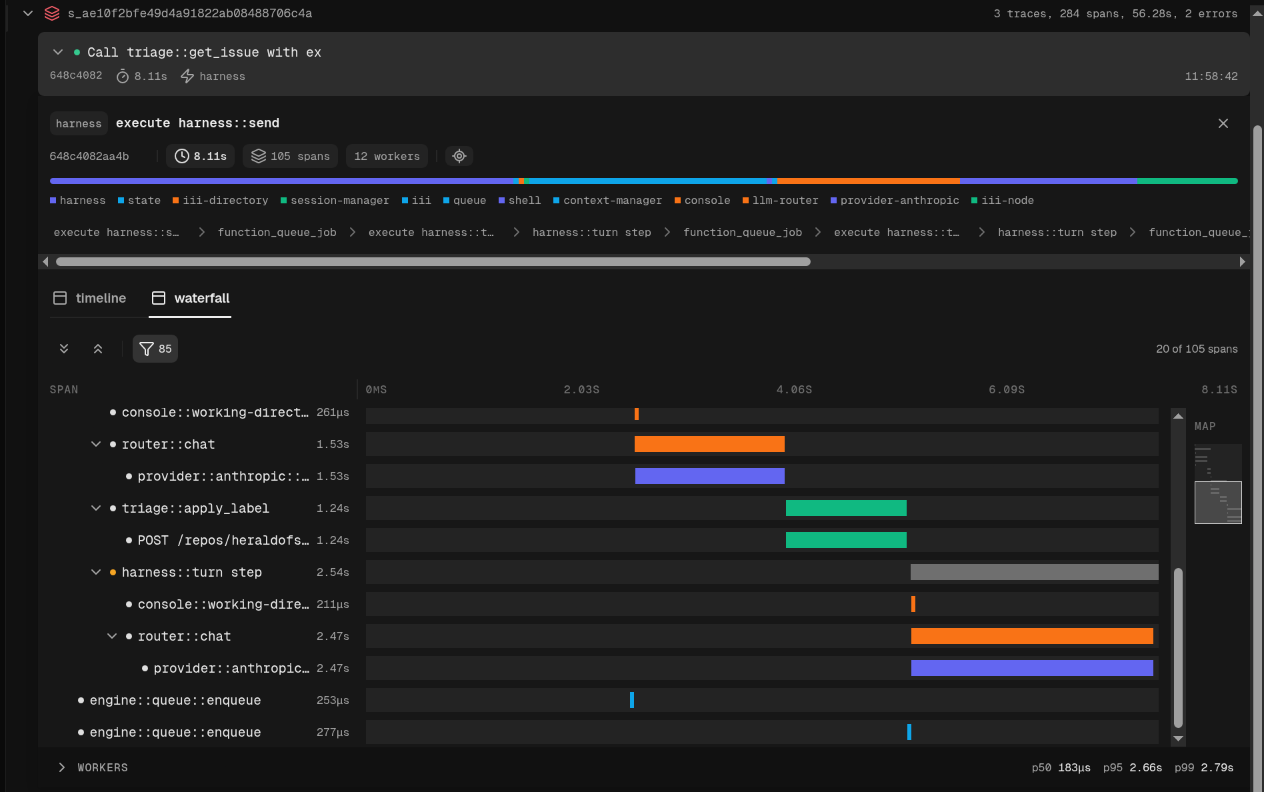 s_ae10f2bfe49d4a91822ab08488706c4a 3 traces, 284 spans, 56.28s, 2 errors
Call triage::get_issue with ex
648c4082 8.11s harness 11:58:42
harness execute harness::send
648c4082aa4b 8.11s 105 spans 12 workers
harness state iii-directory session-manager iii queue shell context-manager console llm-router provider-anthropic iii-node
execute harness::s… function_queue_job execute harness::t… harness::turn step function_queue_job execute harness::t… harness::turn step function_queue_j
timeline waterfall
85 20 of 105 spans
SPAN 0MS 2.03S 4.06S 6.09S 8.11S
console::working-direct… 261µs
MAP
router::chat 1.53s
provider::anthropic::… 1.53s
triage::apply_label 1.24s
POST /repos/heraldofs… 1.24s
harness::turn step 2.54s
console::working-dire… 211µs
router::chat 2.47s
provider::anthropic… 2.47s
engine::queue::enqueue 253µs
engine::queue::enqueue 277µs
WORKERS p50 183µs p95 2.66s p99 2.79s